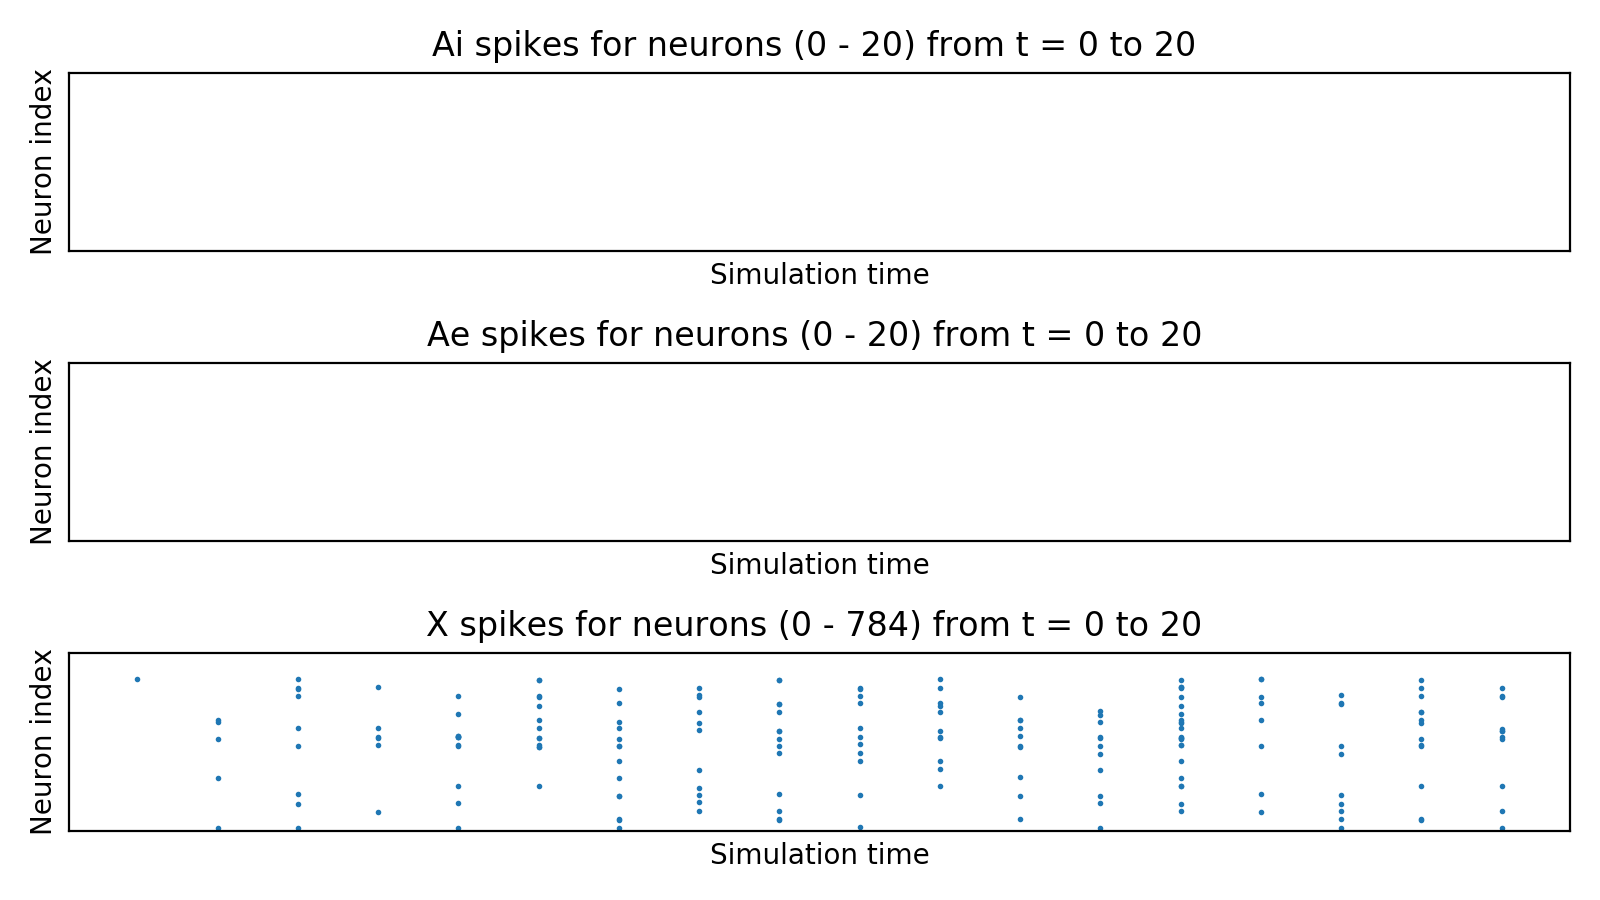 Ai spikes for neurons (0 - 20) from t = 0 to 20
Neuron index
Simulation time
Ae spikes for neurons (0 - 20) from t = 0 to 20
Neuron index
Simulation time
X spikes for neurons (0 - 784) from t = 0 to 20
Neuron index
Simulation time